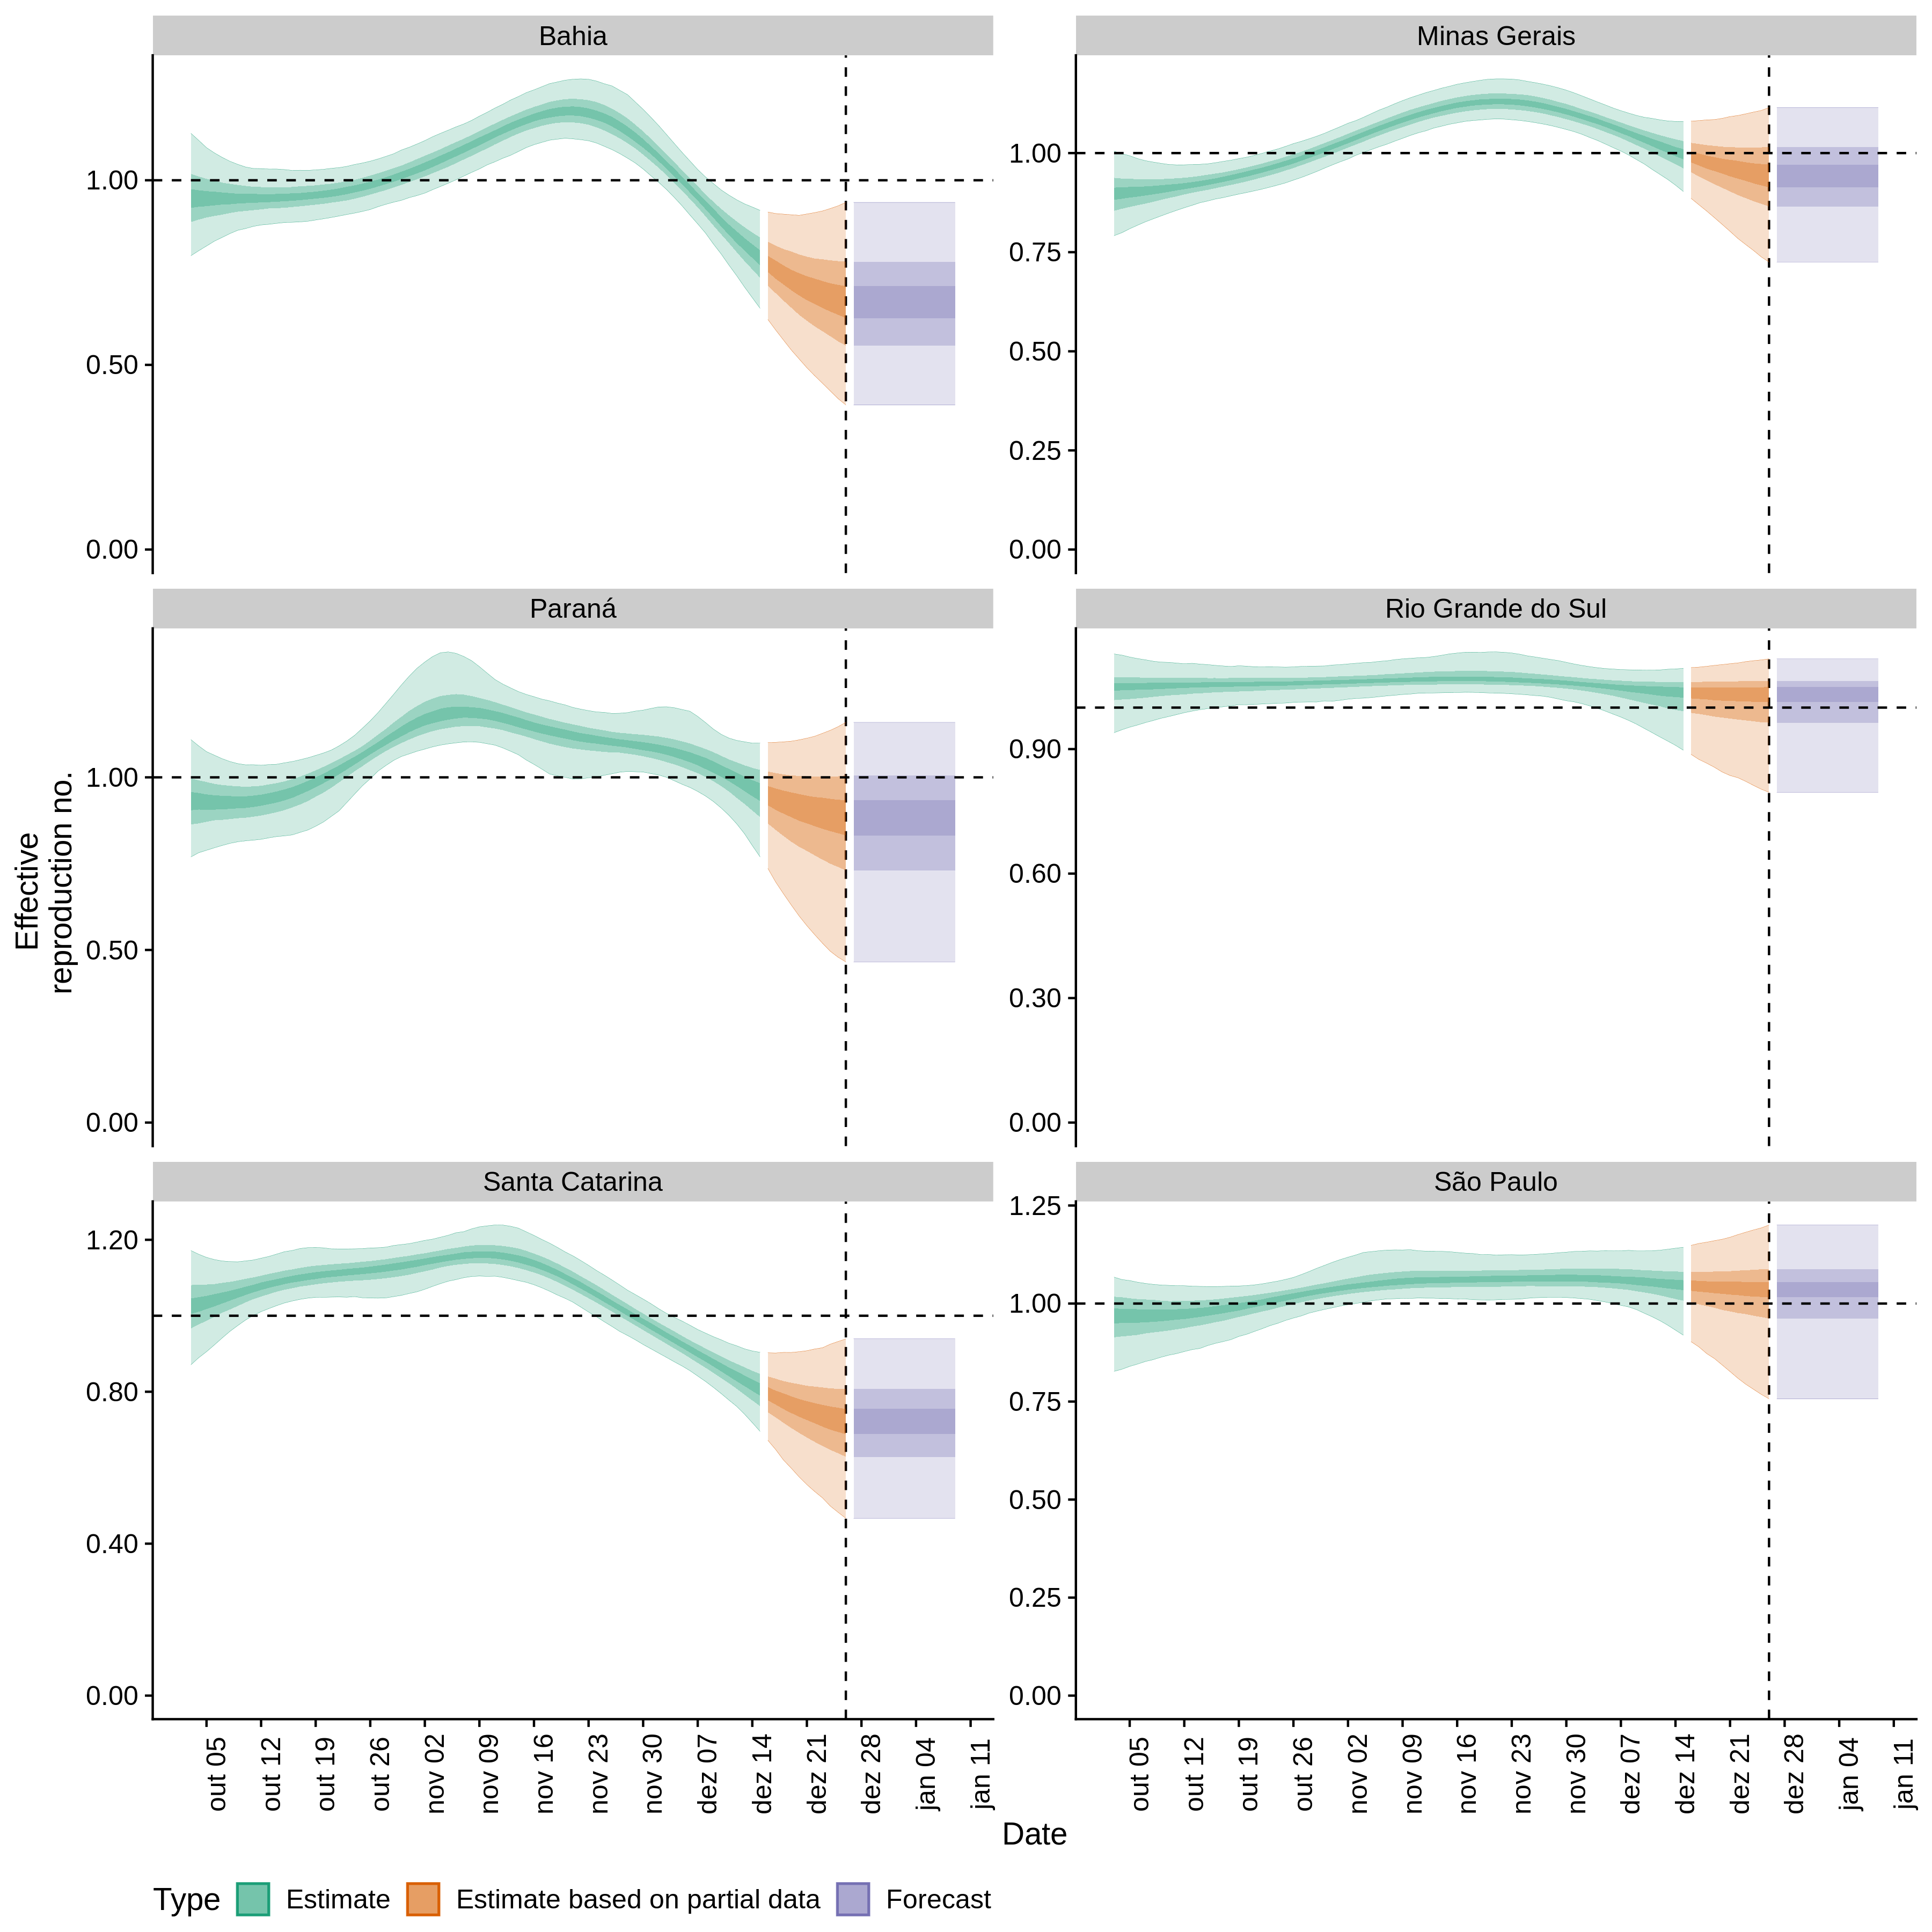 Bahia
Minas Gerais
1.00
0.50
0.00
1.00
0.75
0.50
0.25
0.00
Paraná
Rio Grande do Sul
Effective
reproduction no.
1.00
0.50
0.00
0.90
0.60
0.30
0.00
Santa Catarina
São Paulo
1.20
0.80
0.40
0.00
1.25
1.00
0.75
0.50
0.25
0.00
out 05
out 12
out 19
out 26
nov 02
nov 09
nov 16
nov 23
nov 30
dez 07
dez 14
dez 21
dez 28
jan 04
jan 11
out 05
out 12
out 19
out 26
nov 02
nov 09
nov 16
nov 23
nov 30
dez 07
dez 14
dez 21
dez 28
jan 04
jan 11
Date
Type Estimate Estimate based on partial data Forecast